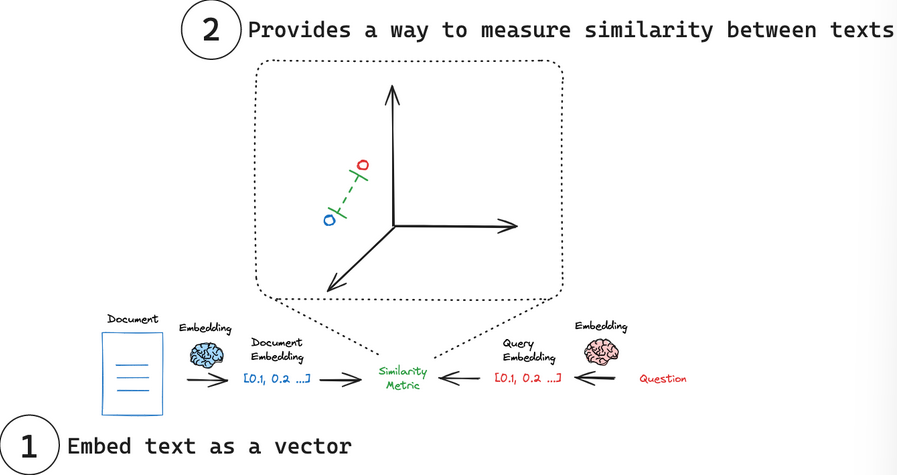 2 Provides a way to measure similarity between texts
Document
Embedding
Document
Embedding
[0.1, 0.2 ...]
Similarity
Metric
Query
Embedding
[0.1, 0.2 ...]
Embedding
Question
1 Embed text as a vector